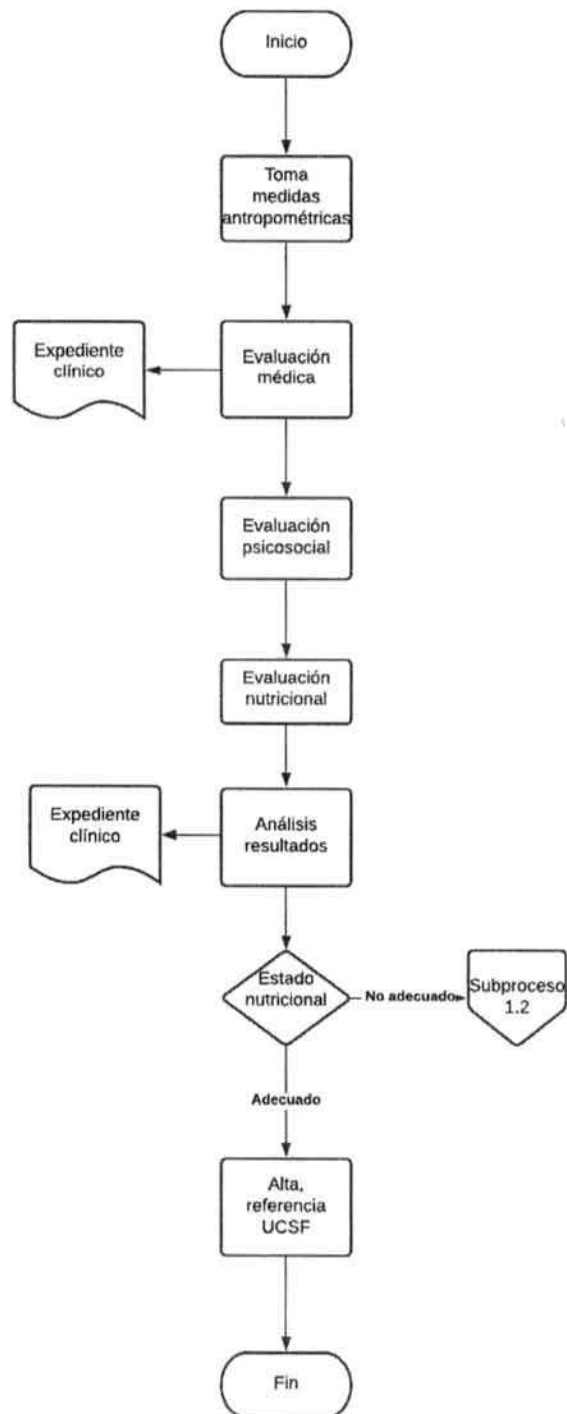 Inicio
Toma
medidas
antropométricas
Expediente
clínico
Evaluación
médica
Evaluación
psicosocial
Evaluación
nutricional
Expediente
clínico
Análisis
resultados
Estado
nutricional
No adecuado
Subproceso
1.2
Adecuado
Alta,
referencia
UCSF
Fin